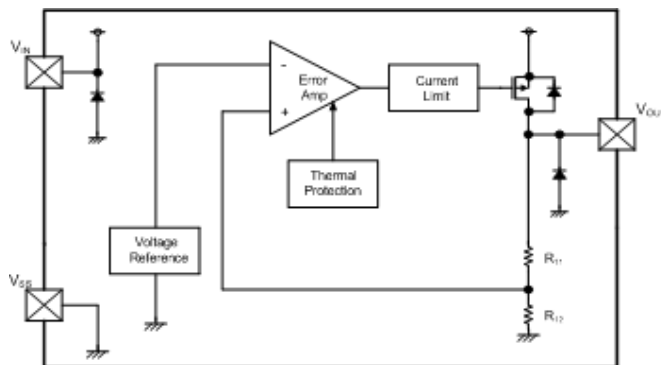 VIN
-
Error
Amp
+
Current
Limit
VOU
Thermal
Protection
Voltage
Reference
R11
VSS
R12